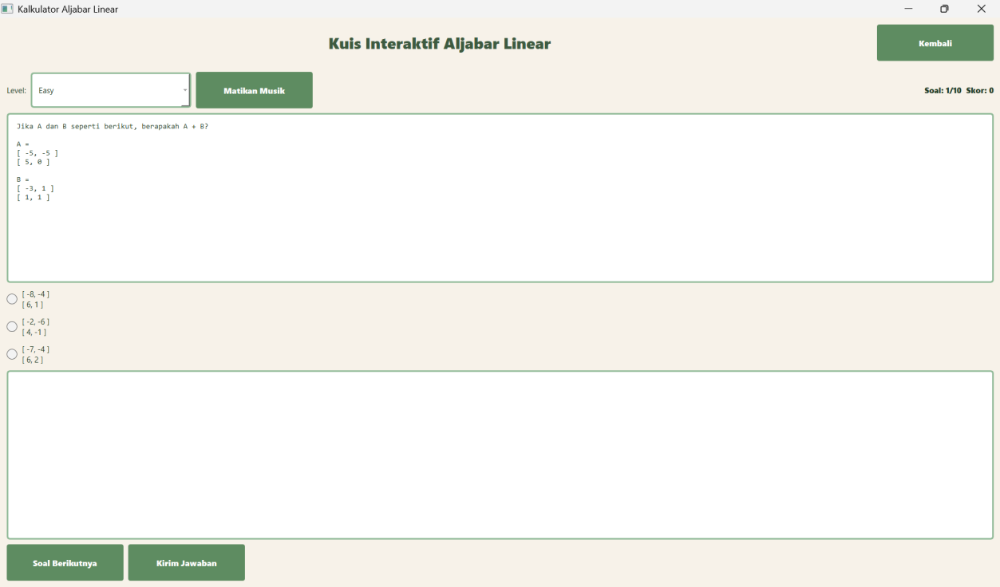 Kalkulator Aljabar Linear
Kuis Interaktif Aljabar Linear
Kembali
Level:
Easy
Matikan Musik
Soal: 1/10 Skor: 0
Jika A dan B seperti berikut, berapakah A + B?
A =
[ -5, -5 ]
[ 5, 0 ]
B =
[ -3, 1 ]
[ 1, 1 ]
[ -8, -4 ]
[ 6, 1 ]
[ -2, -6 ]
[ 4, -1 ]
[ -7, -4 ]
[ 6, 2 ]
Soal Berikutnya
Kirim Jawaban